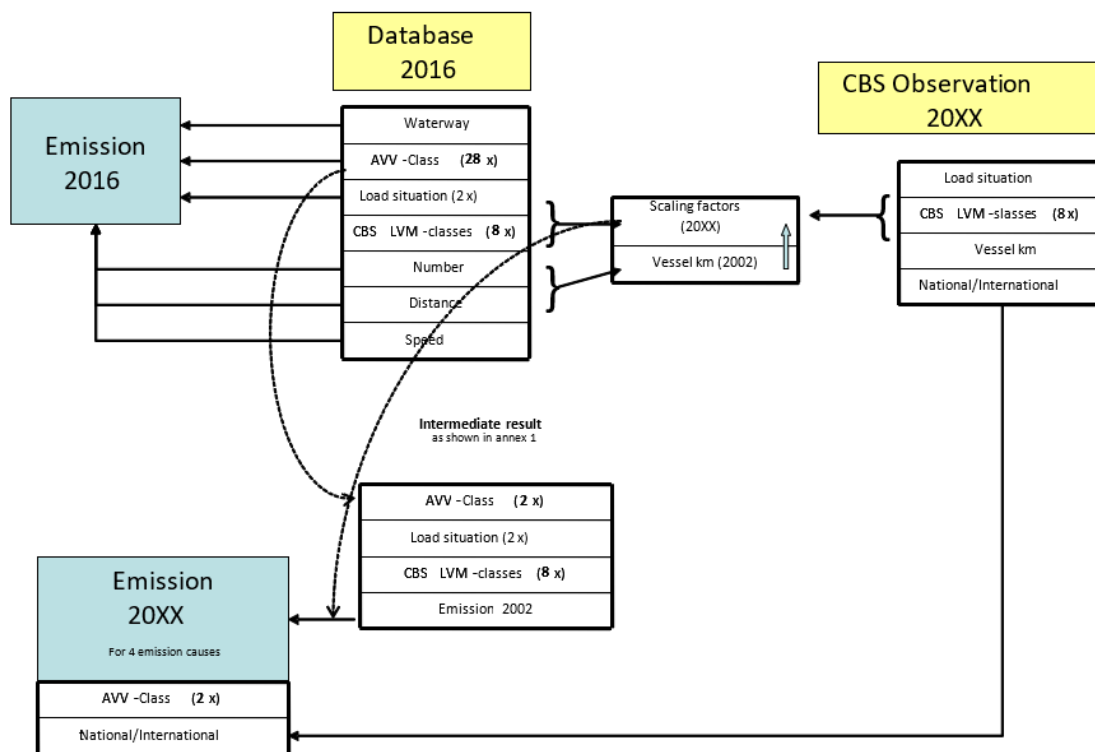 Database
2016
CBS Observation
20XX
Emission
2016
Waterway
AVV -Class (28 x)
Load situation (2 x)
CBS LVM -classes (8 x)
Number
Distance
Speed
Scaling factors
(20XX)
Vessel km (2002)
Load situation
CBS LVM -slasses (8x)
Vessel km
National/International
Intermediate result
as shown in annex 1
AVV -Class (2 x)
Load situation (2 x)
CBS LVM -classes (8 x)
Emission 2002
Emission
20XX
For 4 emission causes
AVV -Class (2 x)
National/International